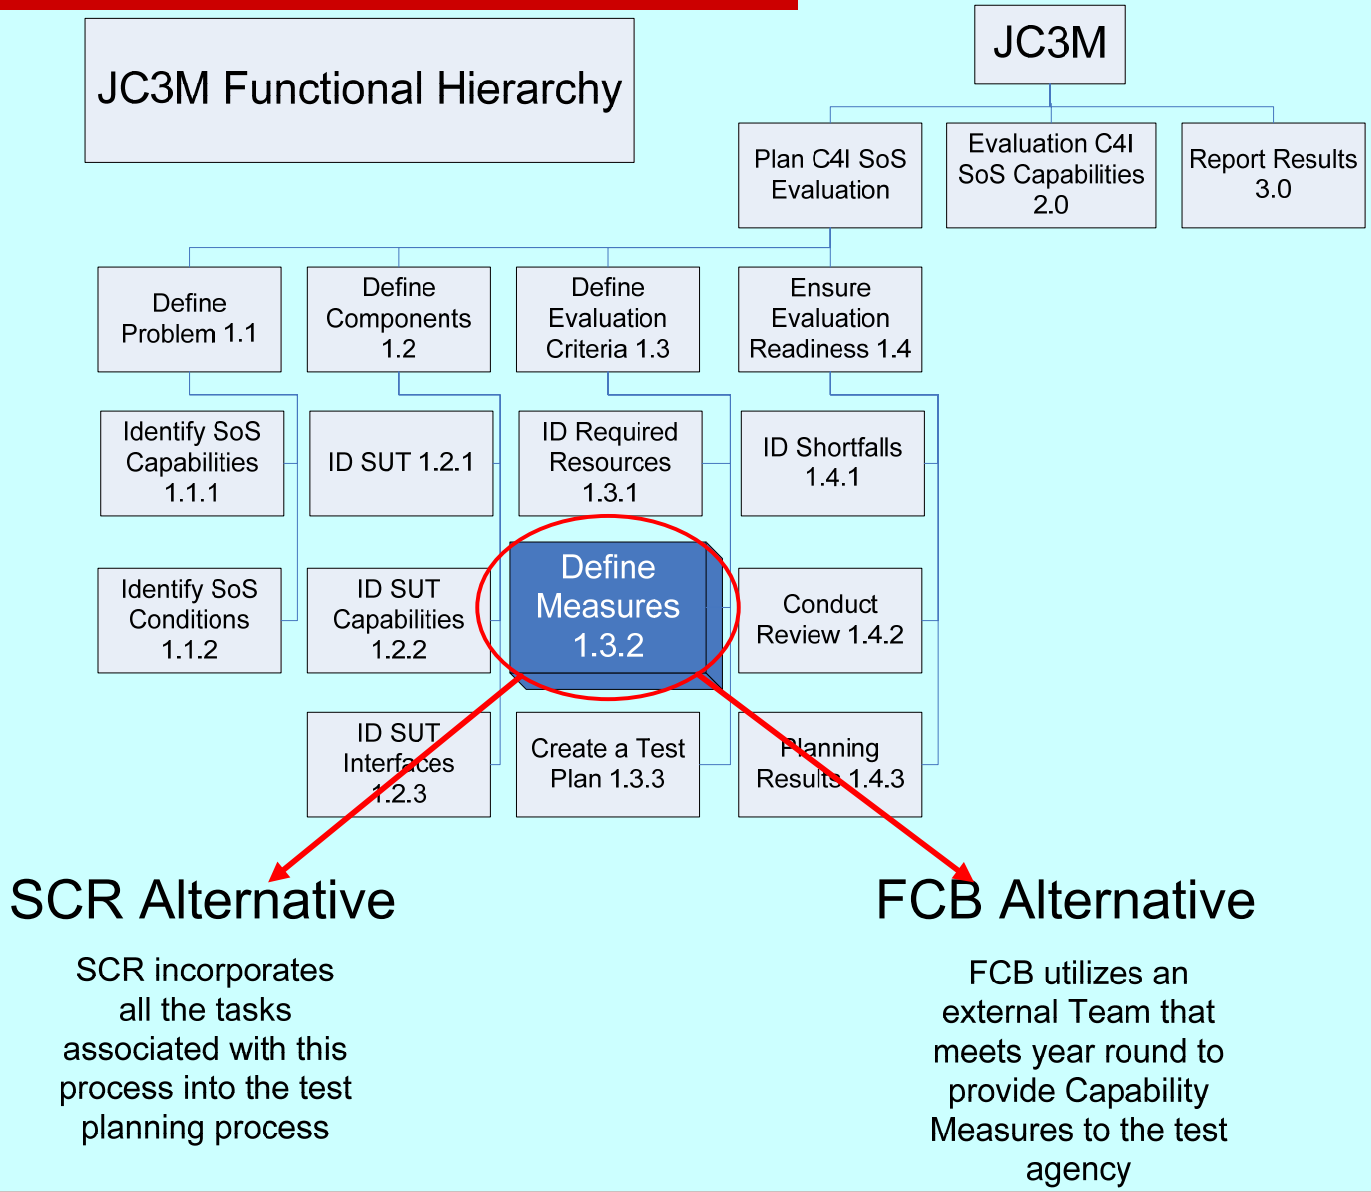 JC3M Functional Hierarchy
JC3M
Plan C4I SoS
Evaluation
Evaluation C4I
SoS Capabilities
2.0
Report Results
3.0
Define
Problem 1.1
Define
Components
1.2
Define
Evaluation
Criteria 1.3
Ensure
Evaluation
Readiness 1.4
Identify SoS
Capabilities
1.1.1
ID SUT 1.2.1
ID Required
Resources
1.3.1
ID Shortfalls
1.4.1
Identify SoS
Conditions
1.1.2
ID SUT
Capabilities
1.2.2
Define
Measures
1.3.2
Conduct
Review 1.4.2
ID SUT
Interfaces
1.2.3
Create a Test
Plan 1.3.3
Planning
Results 1.4.3
SCR Alternative
SCR incorporates
all the tasks
associated with this
process into the test
planning process
FCB Alternative
FCB utilizes an
external Team that
meets year round to
provide Capability
Measures to the test
agency